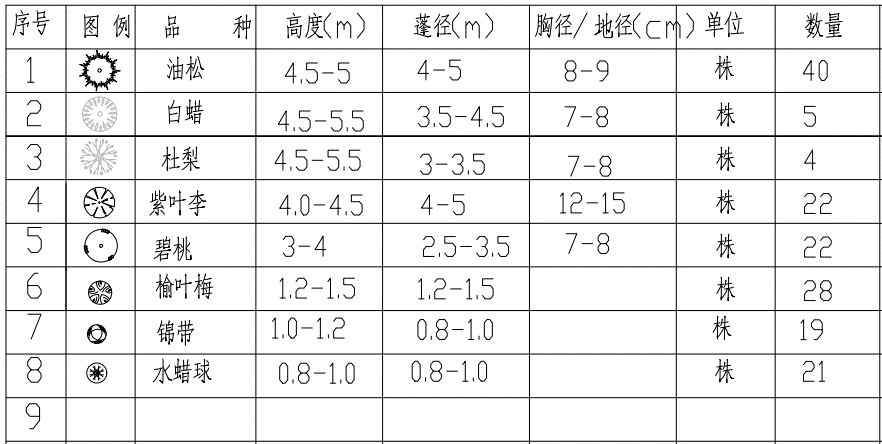 序号 图例 品种 高度(m) 蓬径(m) 胸径/地径(cm) 单位 数量
1 油松 4.5-5 4-5 8-9 株 40
2 白蜡 4.5-5.5 3.5-4.5 7-8 株 5
3 杜梨 4.5-5.5 3-3.5 7-8 株 4
4 紫叶李 4.0-4.5 4-5 12-15 株 22
5 碧桃 3-4 2.5-3.5 7-8 株 22
6 榆叶梅 1.2-1.5 1.2-1.5 株 28
7 锦带 1.0-1.2 0.8-1.0 株 19
8 水蜡球 0.8-1.0 0.8-1.0 株 21
9